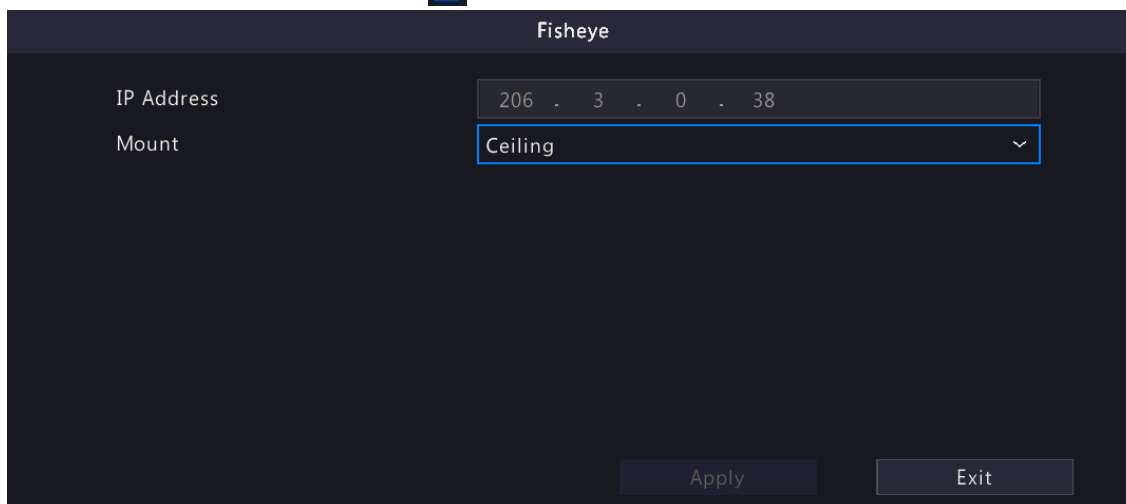 Fisheye
IP Address 206 . 3 . 0 . 38
Mount Ceiling
Apply Exit